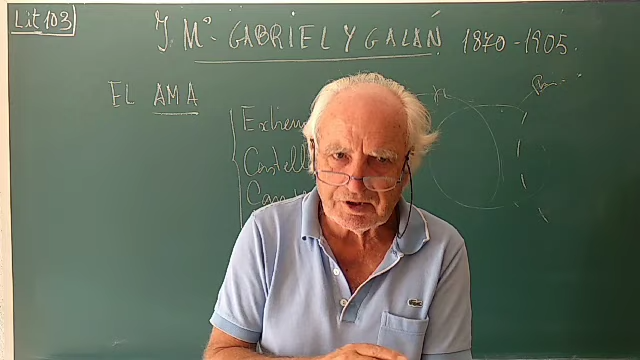 Lit 103
J. Mª GABRIEL Y GALÁN 1870-1905.
EL AMA
Extrem
Castell